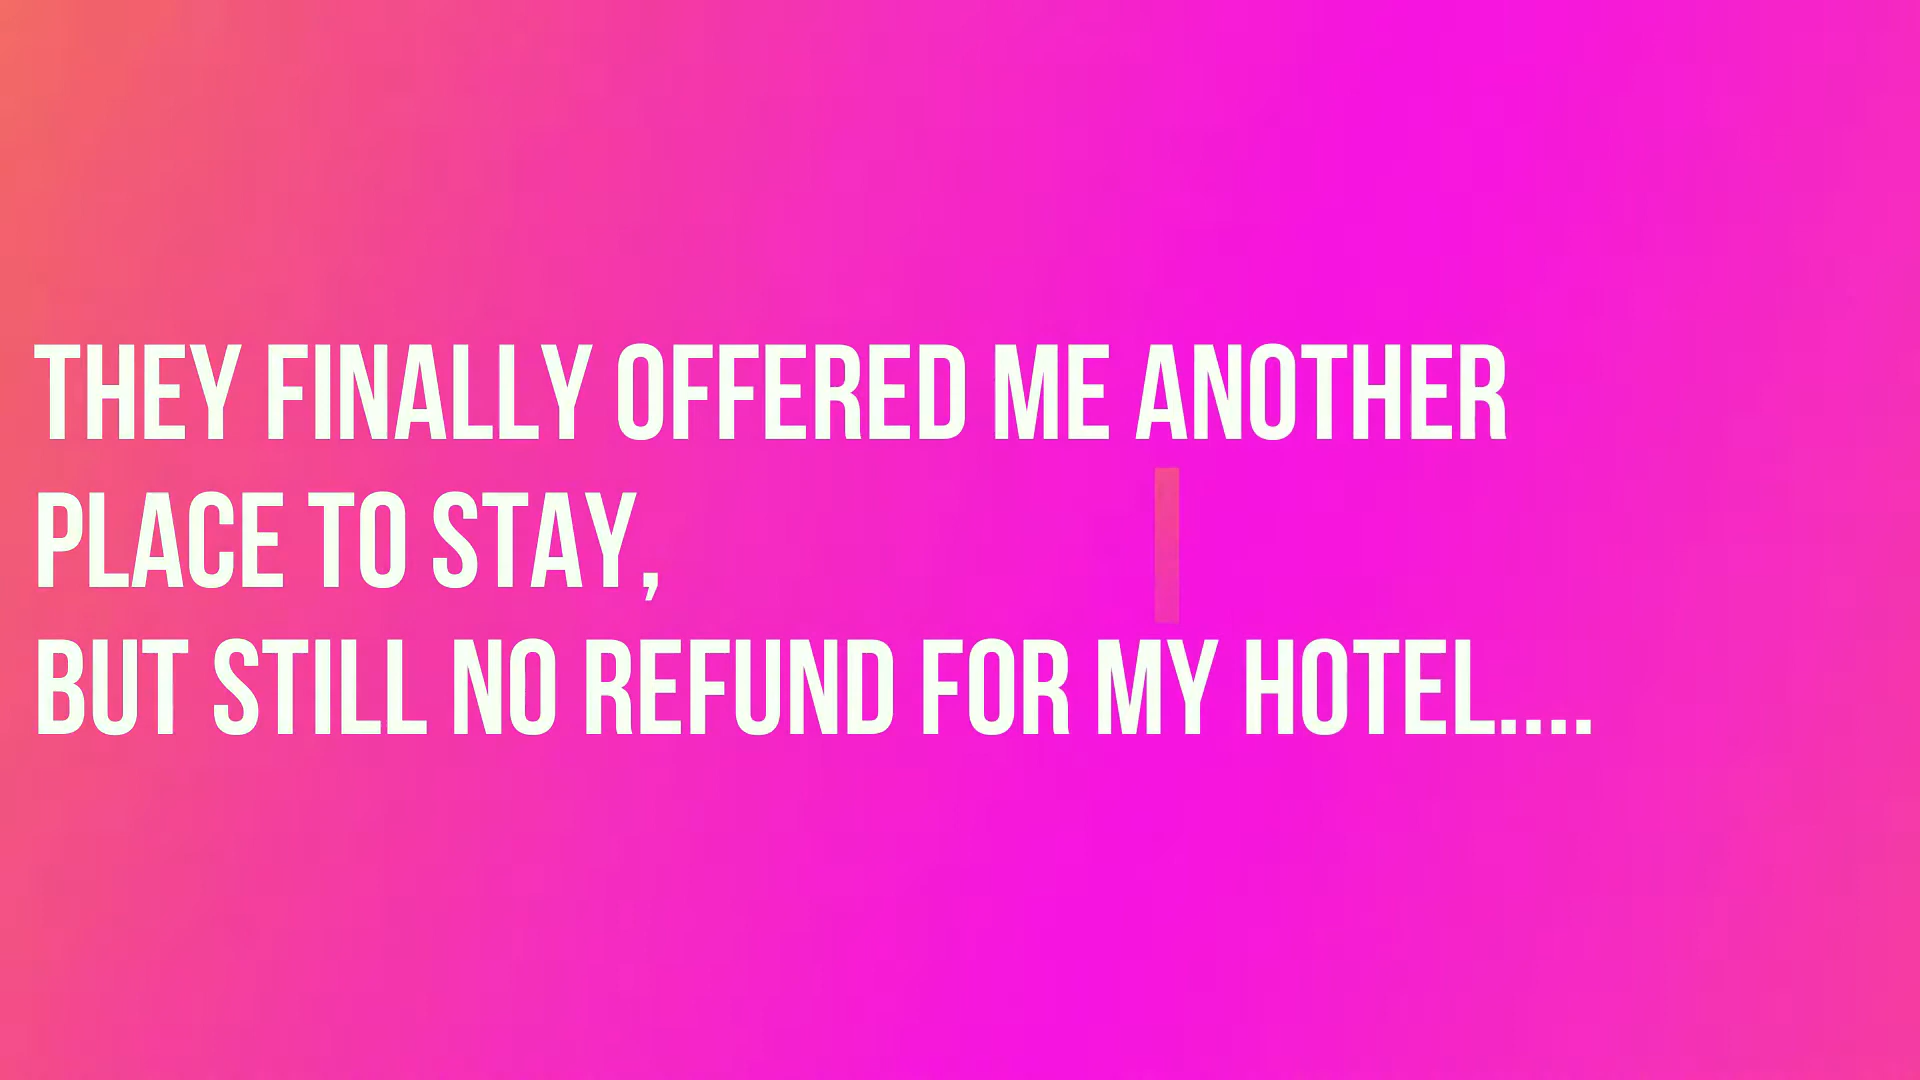 THEY FINALLY OFFERED ME ANOTHER
PLACE TO STAY,
BUT STILL NO REFUND FOR MY HOTEL....